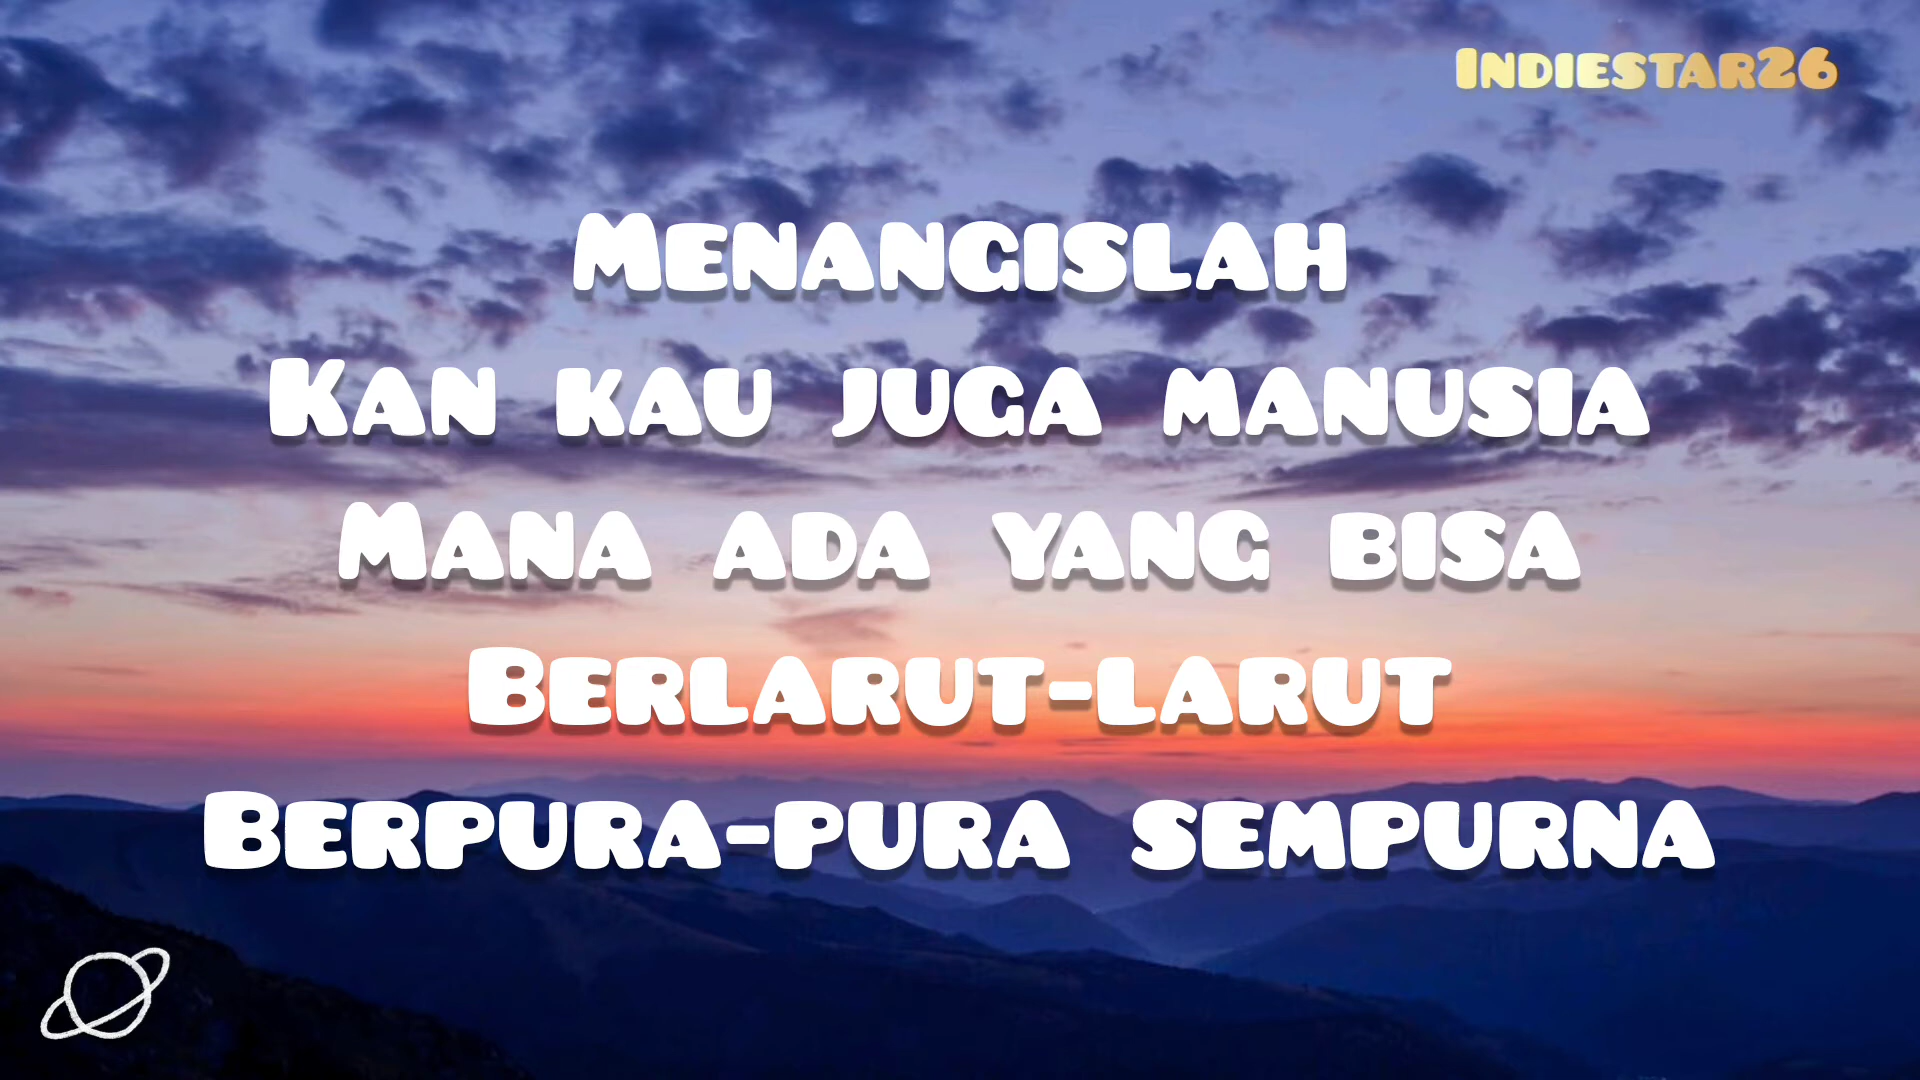 Indiestar26
Menangislah
Kan kau juga manusia
Mana ada yang bisa
Berlarut-larut
Berpura-pura sempurna